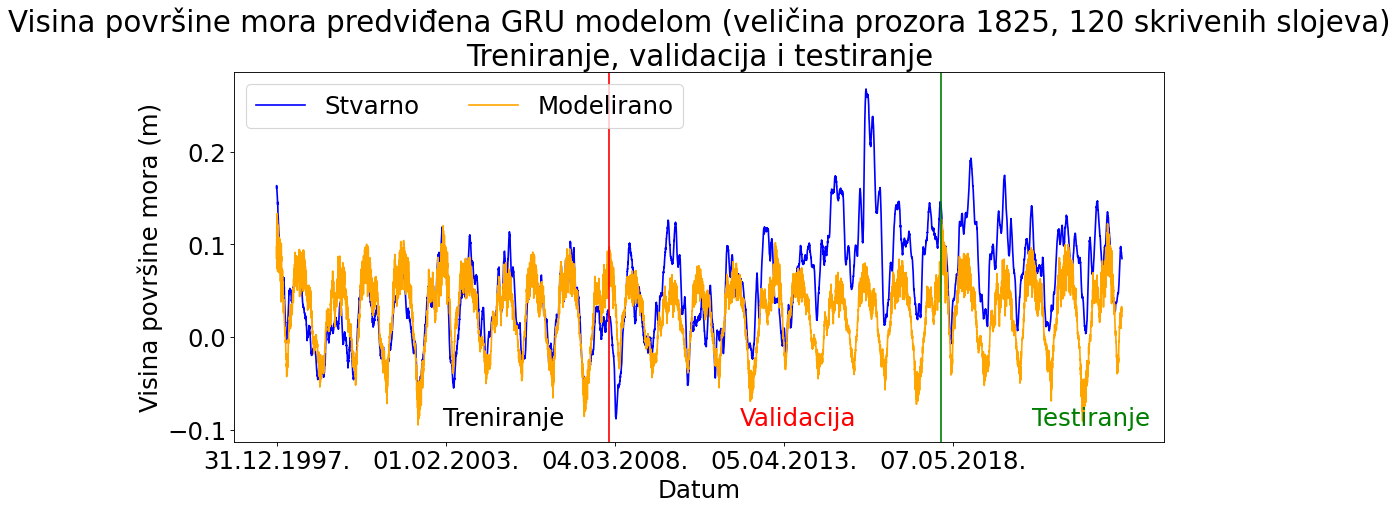 Visina površine mora predviđena GRU modelom (veličina prozora 1825, 120 skrivenih slojeva)
Treniranje, validacija i testiranje
Stvarno
Modelirano
Visina površine mora (m)
0.2
0.1
0.0
−0.1
Treniranje
Validacija
Testiranje
31.12.1997.
01.02.2003.
04.03.2008.
05.04.2013.
07.05.2018.
Datum